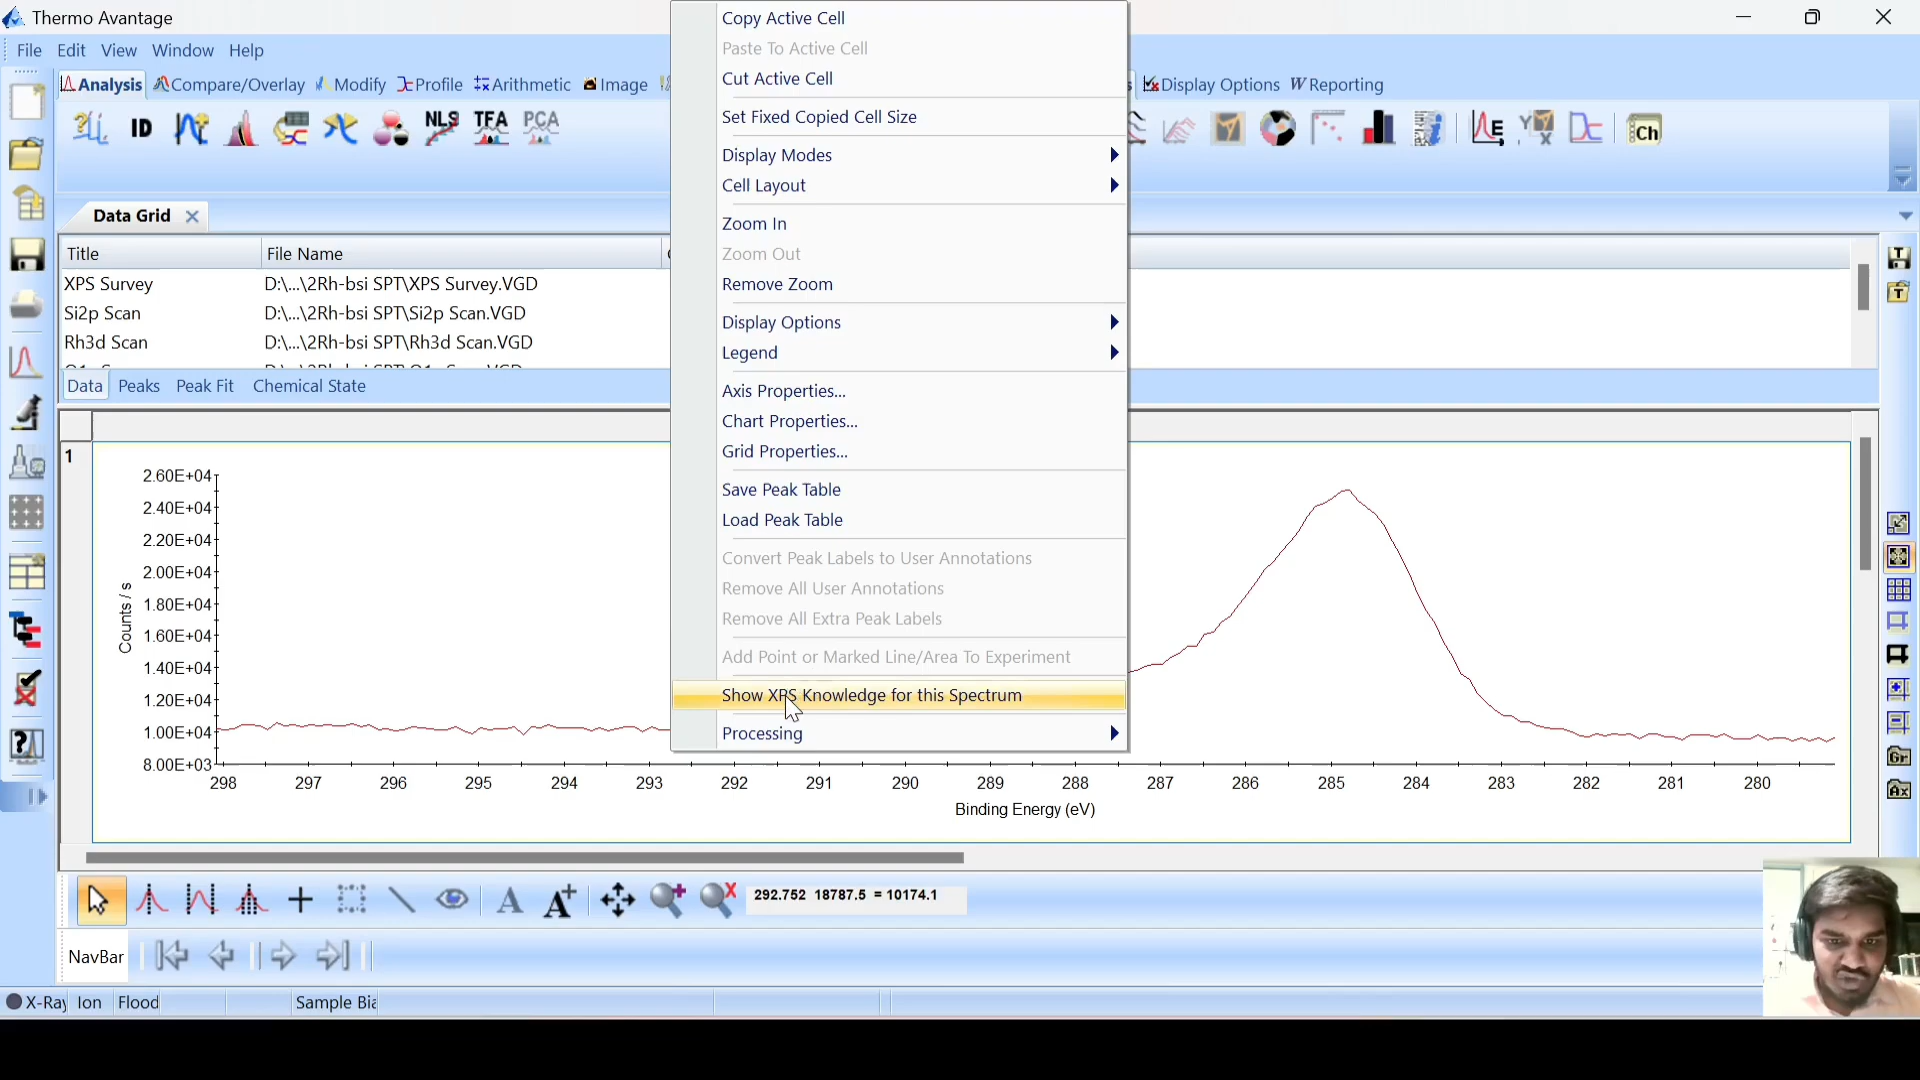 Thermo Avantage
File Edit View Window Help
Analysis Compare/Overlay Modify Profile Arithmetic Image Display Options Reporting
ID NLS TFA PCA E Y X Ch
Data Grid
Title File Name
XPS Survey D:\...\2Rh-bsi SPT\XPS Survey.VGD
Si2p Scan D:\...\2Rh-bsi SPT\Si2p Scan.VGD
Rh3d Scan D:\...\2Rh-bsi SPT\Rh3d Scan.VGD
Data Peaks Peak Fit Chemical State
Copy Active Cell
Paste To Active Cell
Cut Active Cell
Set Fixed Copied Cell Size
Display Modes
Cell Layout
Zoom In
Zoom Out
Remove Zoom
Display Options
Legend
Axis Properties...
Chart Properties...
Grid Properties...
Save Peak Table
Load Peak Table
Convert Peak Labels to User Annotations
Remove All User Annotations
Remove All Extra Peak Labels
Add Point or Marked Line/Area To Experiment
Show XPS Knowledge for this Spectrum
Processing
1
2.60E+04
2.40E+04
2.20E+04
2.00E+04
1.80E+04
1.60E+04
1.40E+04
1.20E+04
1.00E+04
8.00E+03
Counts / s
298 297 296 295 294 293 292 291 290 289 288 287 286 285 284 283 282 281 280
Binding Energy (eV)
T
T
Gr
Ax
A A+ 292.752 18787.5 = 10174.1
NavBar
X-Ray Ion Flood Sample Bia